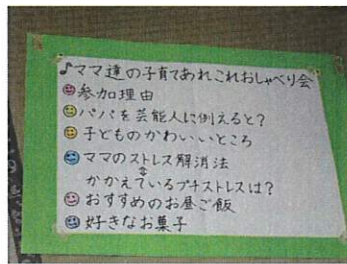 ♪ママ達の子育てあれこれおしゃべり会
参加理由
パパを芸能人に例えると?
子どものかわいいところ
ママのストレス解消法
⇕
かかえているプチストレスは?
おすすめのお昼ご飯
好きなお菓子